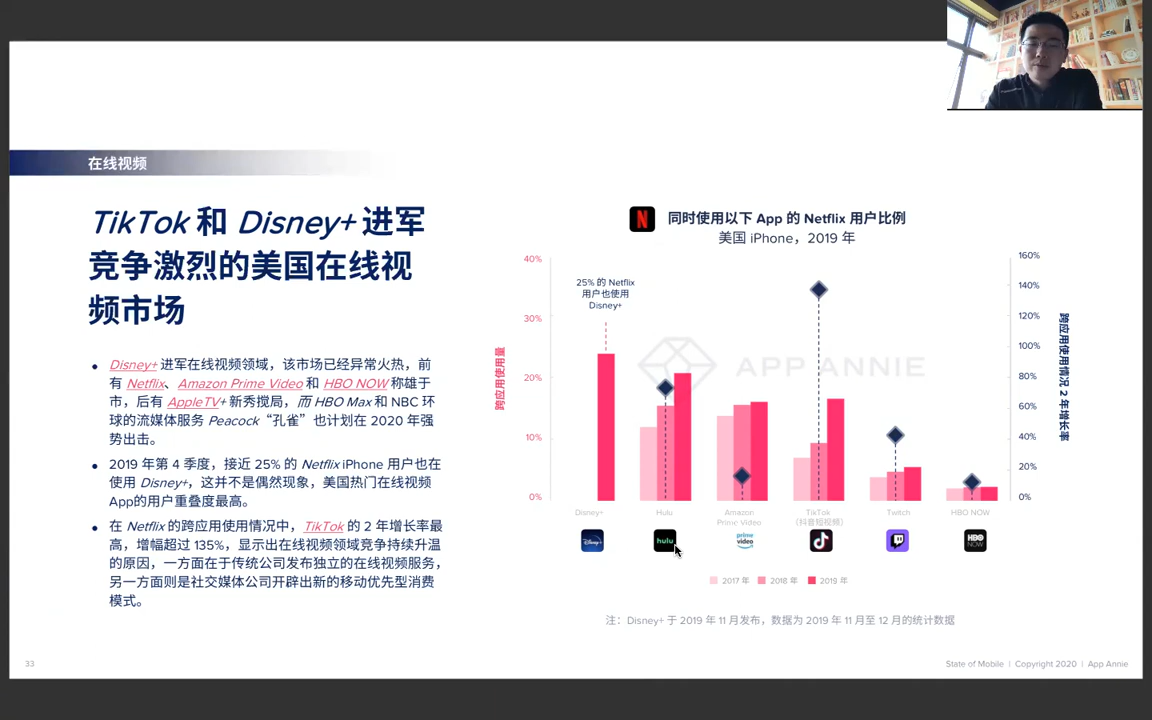 在线视频
TikTok 和 Disney+ 进军
竞争激烈的美国在线视
频市场
• Disney+ 进军在线视频领域，该市场已经异常火热，前
有 Netflix、Amazon Prime Video 和 HBO NOW 称雄于
市，后有 AppleTV+ 新秀搅局，而 HBO Max 和 NBC 环
球的流媒体服务 Peacock “孔雀”也计划在 2020 年强
势出击。
• 2019 年第 4 季度，接近 25% 的 Netflix iPhone 用户也在
使用 Disney+，这并不是偶然现象，美国热门在线视频
App的用户重叠度最高。
• 在 Netflix 的跨应用使用情况中，TikTok 的 2 年增长率最
高，增幅超过 135%，显示出在线视频领域竞争持续升温
的原因，一方面在于传统公司发布独立的在线视频服务，
另一方面则是社交媒体公司开辟出新的移动优先型消费
模式。
N 同时使用以下 App 的 Netflix 用户比例
美国 iPhone，2019 年
跨应用使用量
40%
30%
20%
10%
0%
25% 的 Netflix
用户也使用
Disney+
APP ANNIE
160%
140%
120%
100%
80%
60%
40%
20%
0%
跨应用使用情况 2 年增长率
Disney+
Hulu
Amazon
Prime Video
TikTok
（抖音短视频）
Twitch
HBO NOW
Disney+
hulu
prime
video
HBO
NOW
2017 年 2018 年 2019 年
注：Disney+ 于 2019 年 11 月发布，数据为 2019 年 11 月至 12 月的统计数据
33
State of Mobile | Copyright 2020 | App Annie